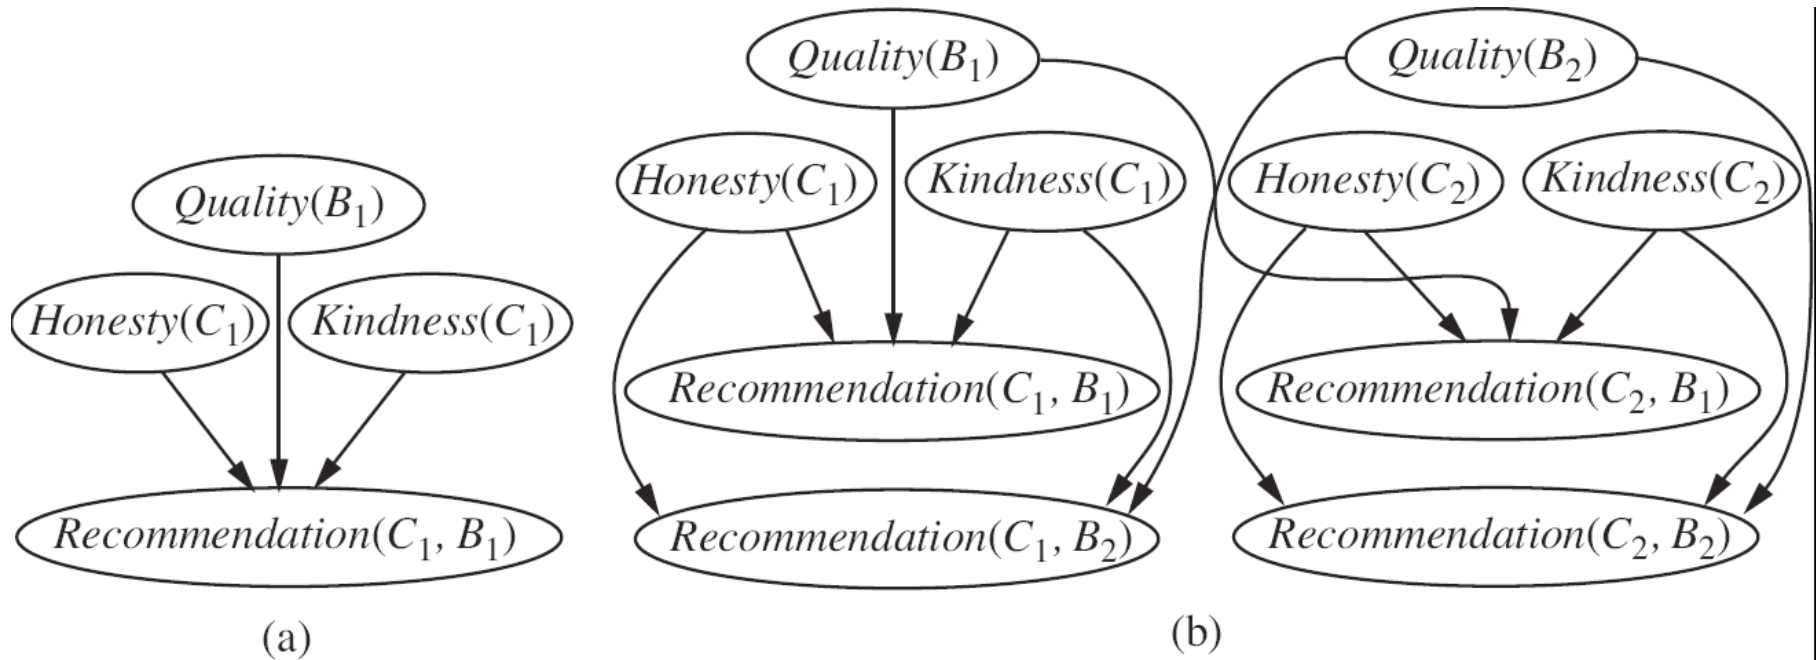 Quality(B₁)
Honesty(C₁)
Kindness(C₁)
Recommendation(C₁, B₁)
(a)
Quality(B₁)
Quality(B₂)
Honesty(C₁)
Kindness(C₁)
Honesty(C₂)
Kindness(C₂)
Recommendation(C₁, B₁)
Recommendation(C₂, B₁)
Recommendation(C₁, B₂)
Recommendation(C₂, B₂)
(b)